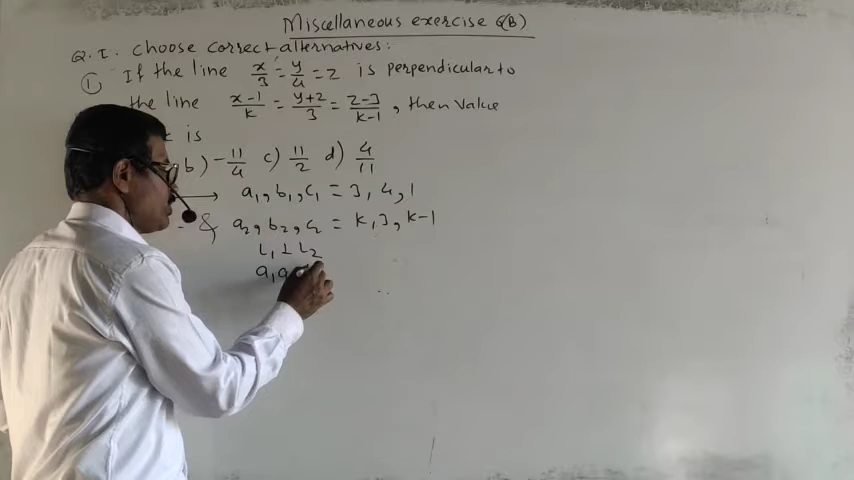 Miscellaneous exercise 6(B)
Q. I. Choose correct alternatives:
① If the line x/3 = y/4 = z is perpendicular to
the line x-1/k = y+2/3 = z-3/k-1, then value
is
b) -11/4 c) 11/2 d) 4/11
→ a₁, b₁, c₁ = 3, 4, 1
& a₂, b₂, c₂ = k, 3, k-1
L₁ ⊥ L₂
a₁a